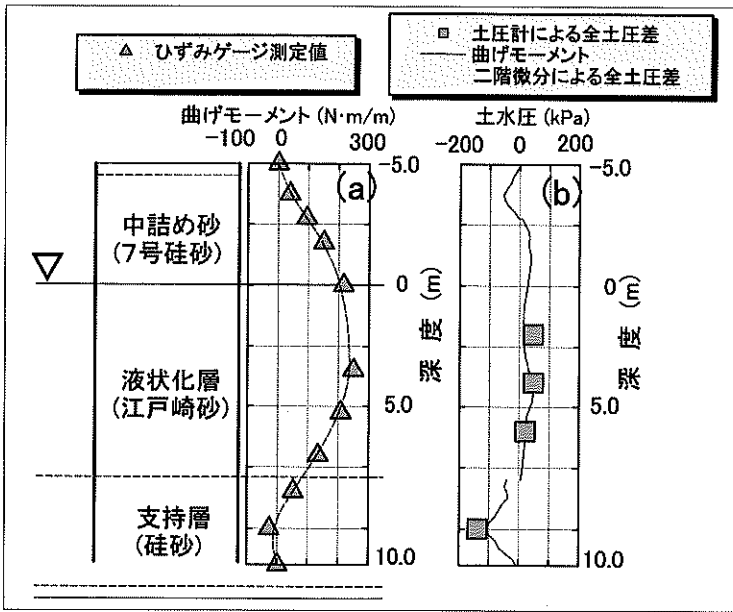 ひずみゲージ測定値
土圧計による全土圧差
曲げモーメント
二階微分による全土圧差
曲げモーメント (N·m/m)
-100 0 300
土水圧 (kPa)
-200 0 200
(a)
(b)
-5.0
0
5.0
10.0
深度 (m)
-5.0
0
5.0
10.0
深度 (m)
中詰め砂
(7号硅砂)
液状化層
(江戸崎砂)
支持層
(硅砂)